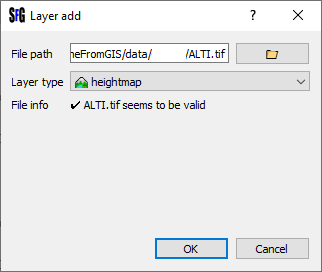 SFG Layer add ? ×
File path neFromGIS/data/ /ALTI.tif
Layer type heightmap
File info ✔ ALTI.tif seems to be valid
OK Cancel